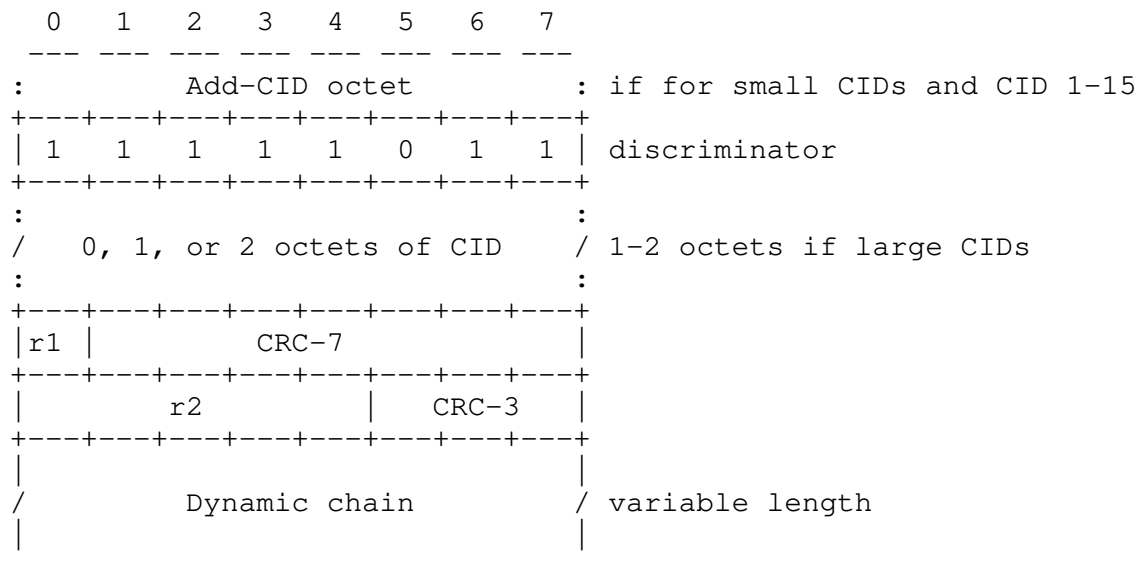 0   1   2   3   4   5   6   7
 --- --- --- --- --- --- --- ---
:         Add-CID octet         : if for small CIDs and CID 1-15
+---+---+---+---+---+---+---+---+
| 1   1   1   1   1   0   1   1 | discriminator
+---+---+---+---+---+---+---+---+
:                               :
/   0, 1, or 2 octets of CID    / 1-2 octets if large CIDs
:                               :
+---+---+---+---+---+---+---+---+
|r1 |         CRC-7             |
+---+---+---+---+---+---+---+---+
|        r2         |   CRC-3   |
+---+---+---+---+---+---+---+---+
|                               |
/         Dynamic chain         / variable length
|                               |